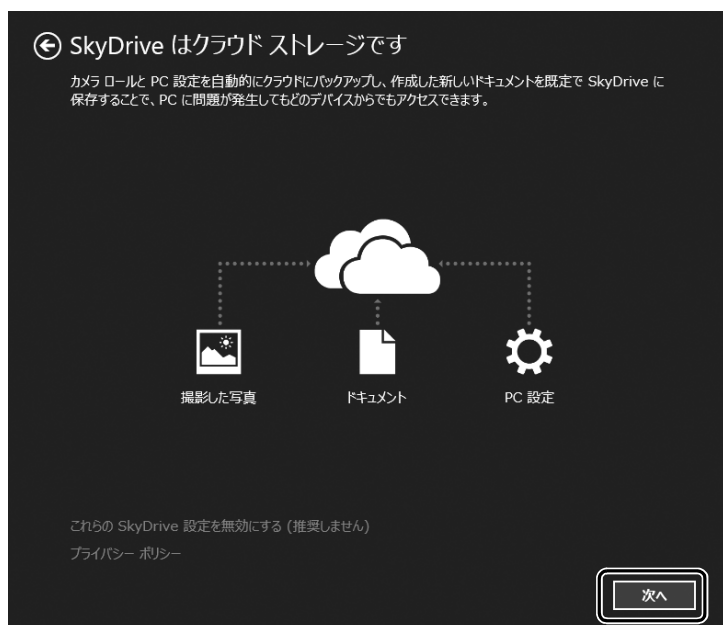 SkyDrive はクラウド ストレージです
カメラ ロールと PC 設定を自動的にクラウドにバックアップし、作成した新しいドキュメントを既定で SkyDrive に
保存することで、PC に問題が発生してもどのデバイスからでもアクセスできます。
撮影した写真
ドキュメント
PC 設定
これらの SkyDrive 設定を無効にする (推奨しません)
プライバシー ポリシー
次へ